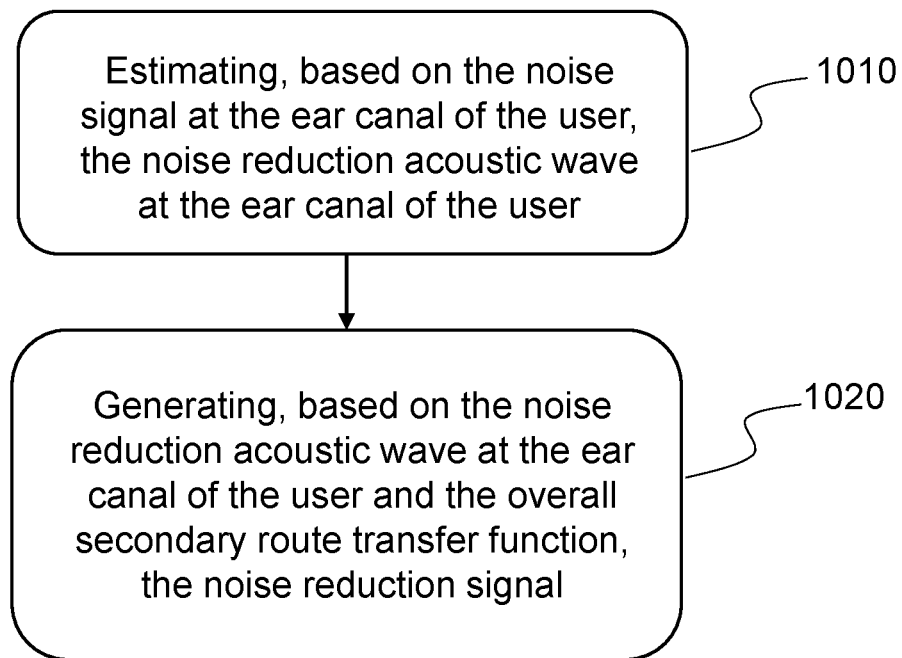 Estimating, based on the noise
signal at the ear canal of the user,
the noise reduction acoustic wave
at the ear canal of the user
1010
Generating, based on the noise
reduction acoustic wave at the ear
canal of the user and the overall
secondary route transfer function,
the noise reduction signal
1020